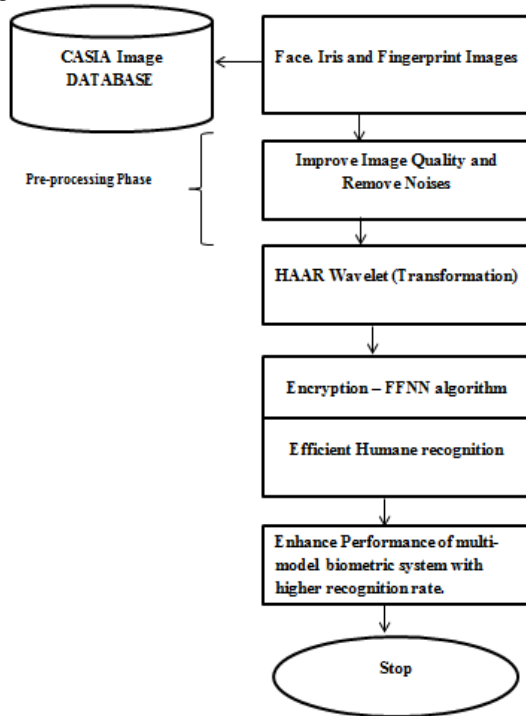 CASIA Image
DATABASE
Face. Iris and Fingerprint Images
Improve Image Quality and
Remove Noises
Pre-processing Phase
HAAR Wavelet (Transformation)
Encryption – FFNN algorithm
Efficient Humane recognition
Enhance Performance of multi-
model biometric system with
higher recognition rate.
Stop